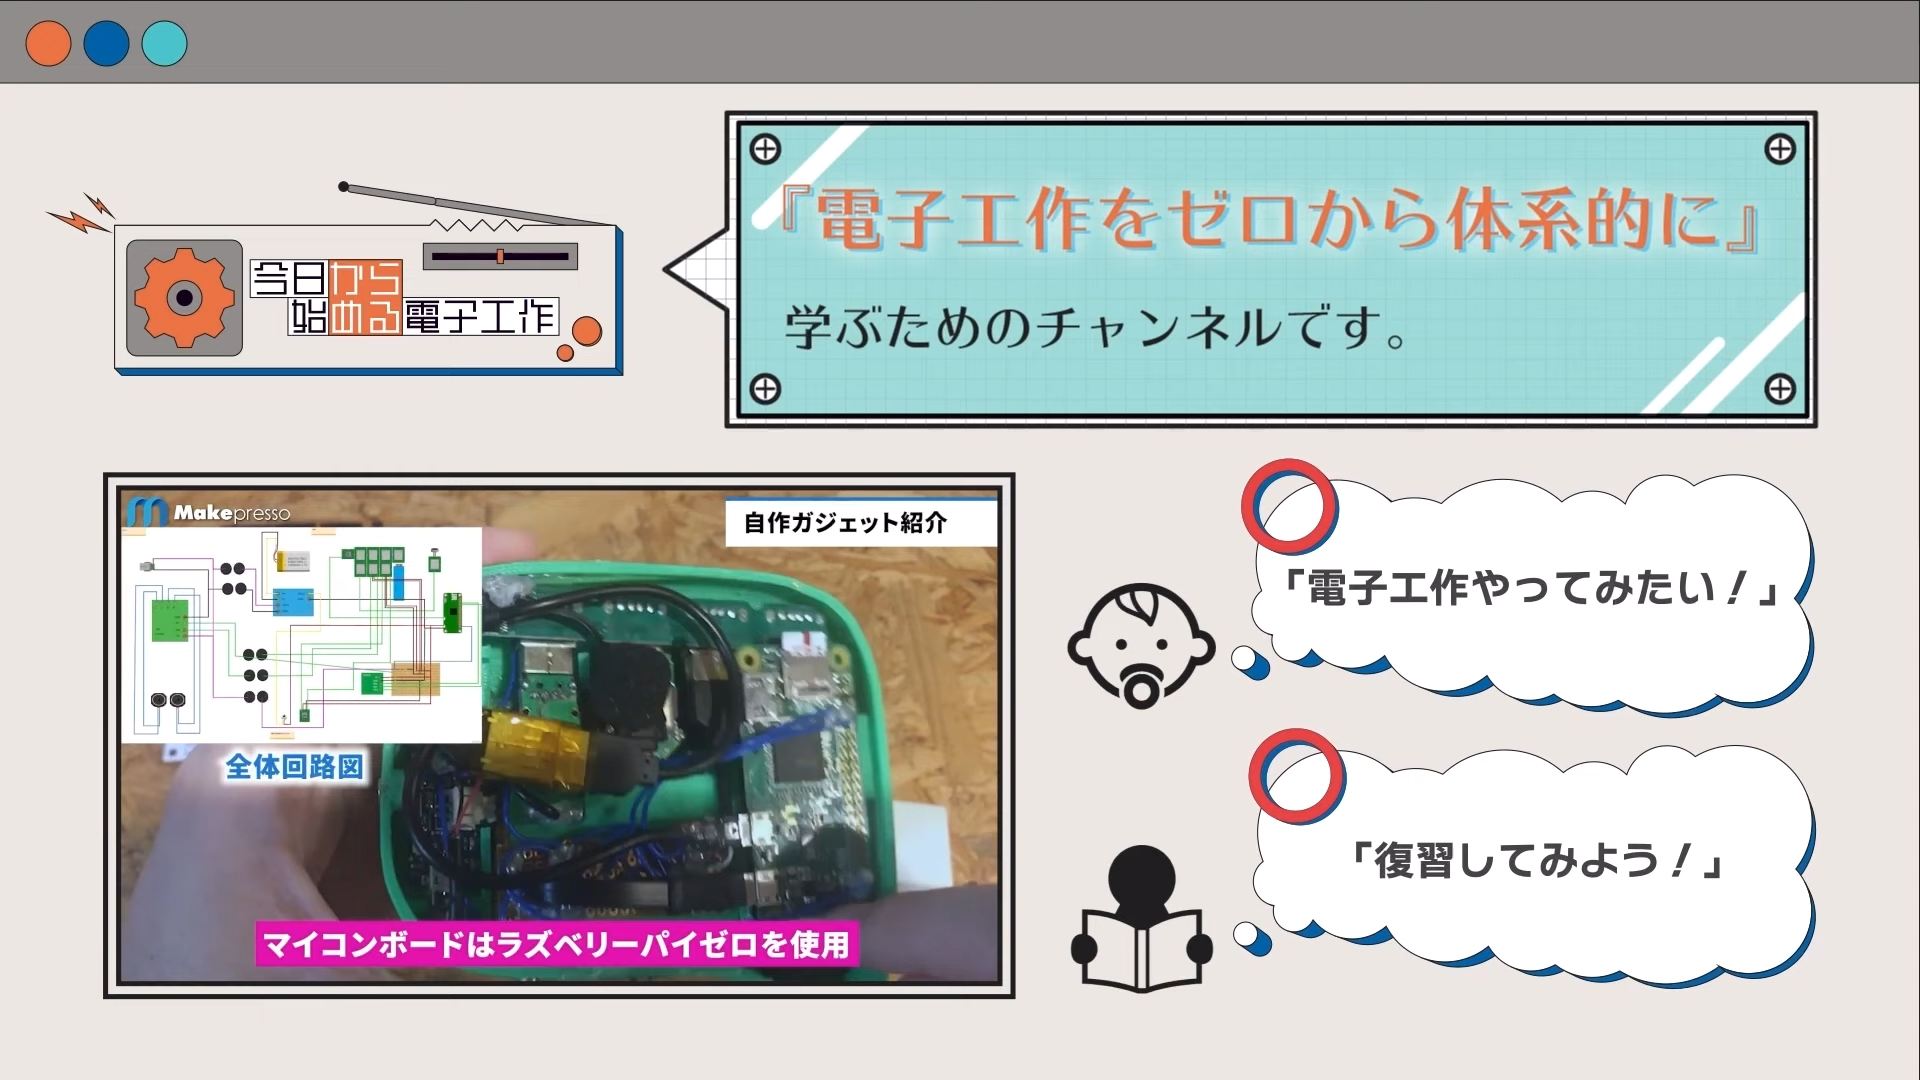 今日から
始める電子工作
『電子工作をゼロから体系的に』
学ぶためのチャンネルです。
Makepresso
自作ガジェット紹介
全体回路図
マイコンボードはラズベリーパイゼロを使用
「電子工作やってみたい！」
「復習してみよう！」